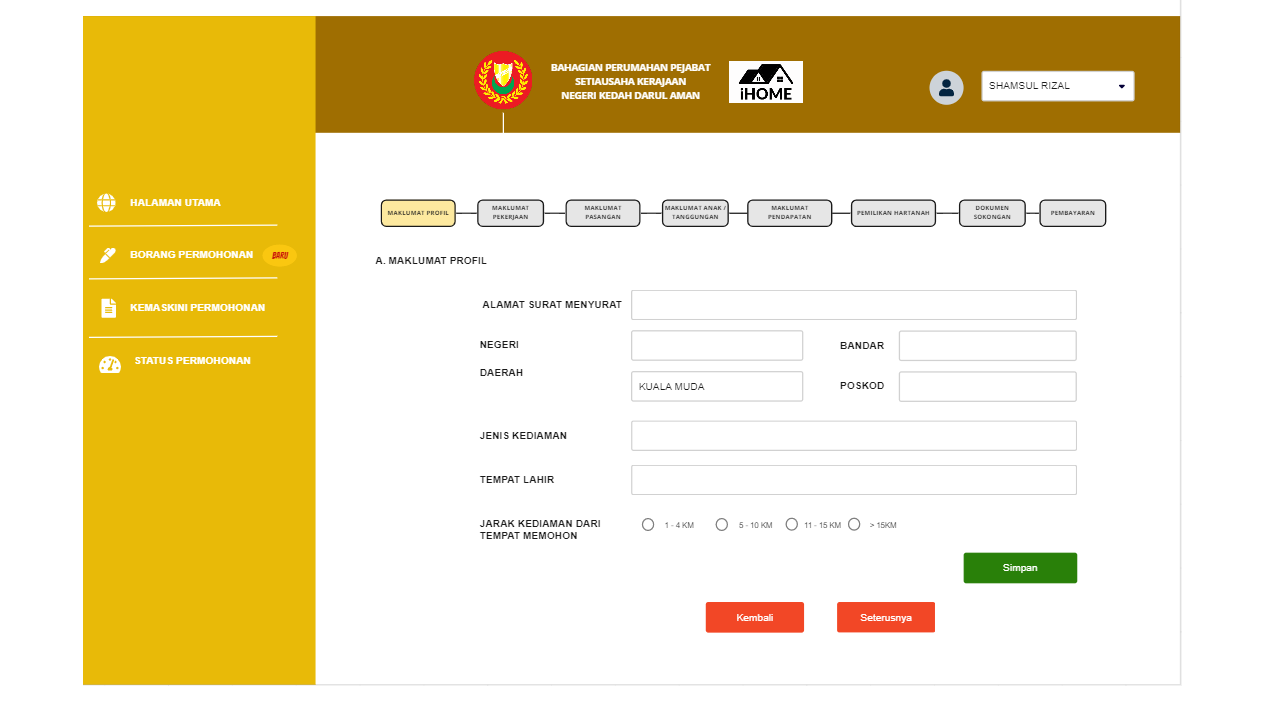 BAHAGIAN PERUMAHAN PEJABAT
SETIAUSAHA KERAJAAN
NEGERI KEDAH DARUL AMAN
iHOME
SHAMSUL RIZAL
HALAMAN UTAMA
BORANG PERMOHONAN
BARU
KEMASKINI PERMOHONAN
STATUS PERMOHONAN
MAKLUMAT PROFIL
MAKLUMAT
PEKERJAAN
MAKLUMAT
PASANGAN
MAKLUMAT ANAK /
TANGGUNGAN
MAKLUMAT
PENDAPATAN
PEMILIKAN HARTANAH
DOKUMEN
SOKONGAN
PEMBAYARAN
A. MAKLUMAT PROFIL
ALAMAT SURAT MENYURAT
NEGERI
BANDAR
DAERAH
KUALA MUDA
POSKOD
JENIS KEDIAMAN
TEMPAT LAHIR
JARAK KEDIAMAN DARI
TEMPAT MEMOHON
1 - 4 KM
5 - 10 KM
11 - 15 KM
> 15KM
Simpan
Kembali
Seterusnya